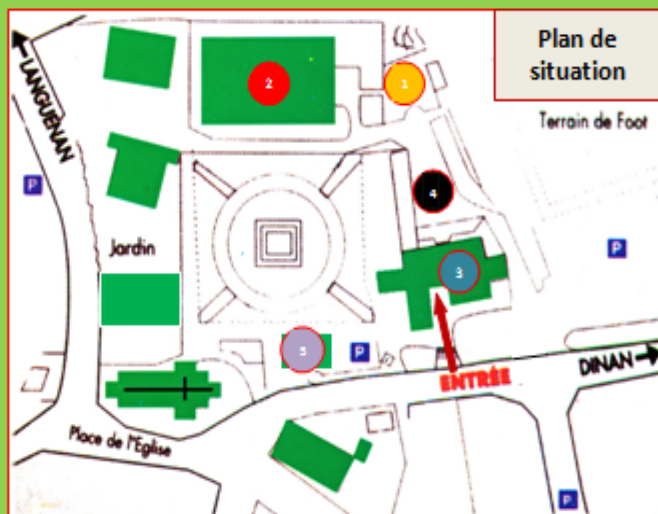 Plan de
situation
LANGUENAN
2
1
Terrain de Foot
P
4
Jardin
P
3
5
P
DINAN
ENTRÉE
Place de l'Eglise
P